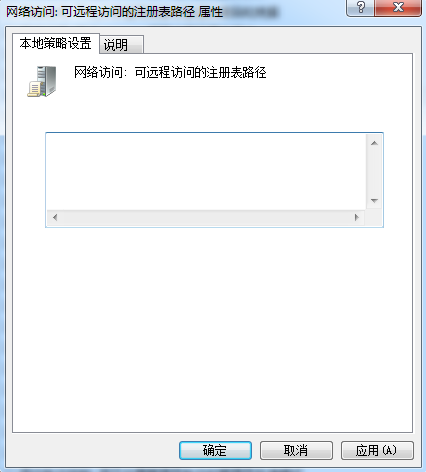 网络访问: 可远程访问的注册表路径 属性
本地策略设置
说明
网络访问: 可远程访问的注册表路径
确定
取消
应用(A)